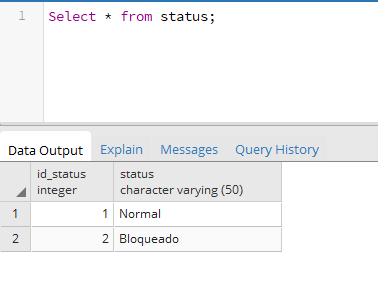 1 Select * from status;
Data Output Explain Messages Query History
id_status status
integer character varying (50)
1 1 Normal
2 2 Bloqueado